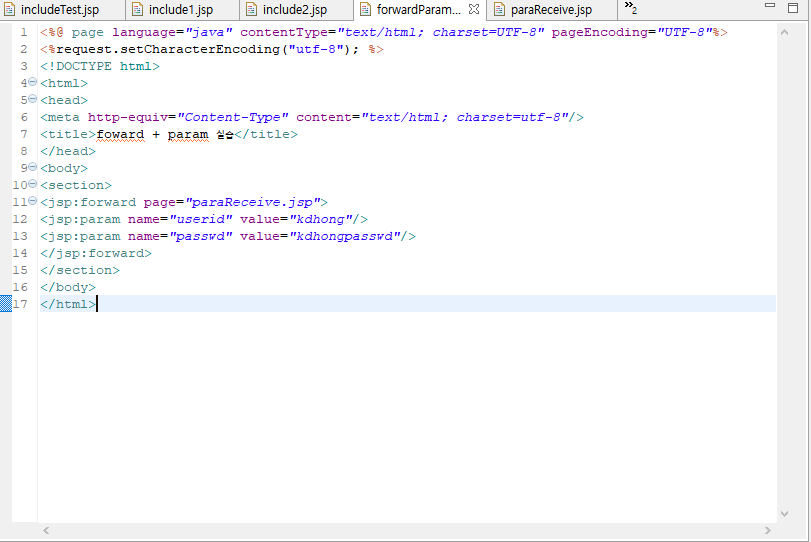 includeTest.jsp include1.jsp include2.jsp forwardParam... paraReceive.jsp »2
1 <%@ page language="java" contentType="text/html; charset=UTF-8" pageEncoding="UTF-8"%>
2 <%request.setCharacterEncoding("utf-8"); %>
3 <!DOCTYPE html>
4 <html>
5 <head>
6 <meta http-equiv="Content-Type" content="text/html; charset=utf-8"/>
7 <title>foward + param 실습</title>
8 </head>
9 <body>
10 <section>
11 <jsp:forward page="paraReceive.jsp">
12 <jsp:param name="userid" value="kdhong"/>
13 <jsp:param name="passwd" value="kdhongpasswd"/>
14 </jsp:forward>
15 </section>
16 </body>
17 </html>